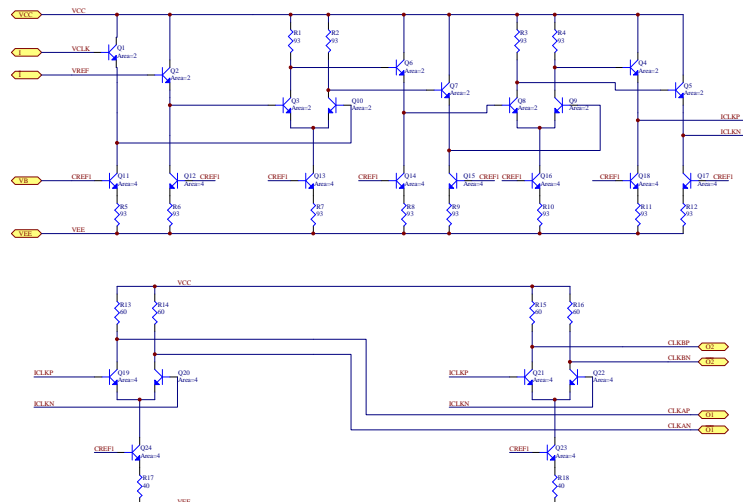 VCC VCC
I VCLK
I VREF
Q1
Area=2
Q2
Area=2
R1
93
R2
93
Q3
Area=2
Q10
Area=2
Q6
Area=2
Q7
Area=2
R3
93
R4
93
Q8
Area=2
Q9
Area=2
Q4
Area=2
Q5
Area=2
ICLKP
ICLKN
VB CREF1
Q11
Area=4
Q12
Area=4
CREF1
CREF1
Q13
Area=4
CREF1
Q14
Area=4
Q15
Area=4
CREF1
CREF1
Q16
Area=4
CREF1
Q18
Area=4
Q17
Area=4
CREF1
R5
93
R6
93
R7
93
R8
93
R9
93
R10
93
R11
93
R12
93
VEE VEE
VCC
R13
60
R14
60
R15
60
R16
60
CLKBP O2
CLKBN O2
ICLKP
Q19
Area=4
Q20
Area=4
ICLKP
Q21
Area=4
Q22
Area=4
ICLKN
ICLKN
CLKAP O1
CLKAN O1
CREF1
Q24
Area=4
CREF1
Q23
Area=4
R17
40
R18
40
VEE